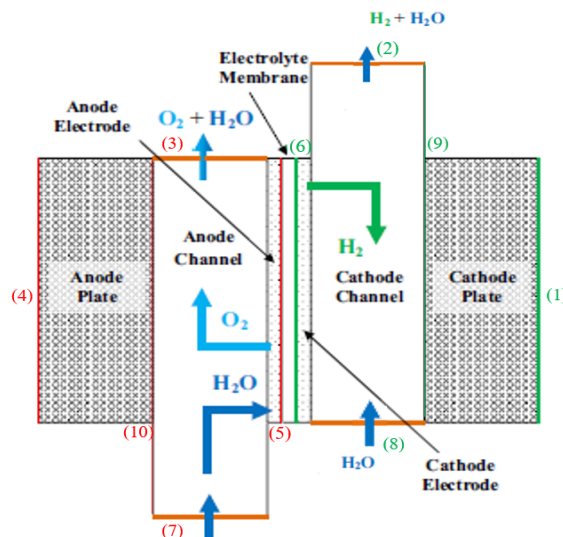 H₂ + H₂O
(2)
Electrolyte
Membrane
Anode
Electrode
O₂ + H₂O
(3)
(6)
(9)
H₂
Anode
Channel
Cathode
Channel
Anode
Plate
Cathode
Plate
(4)
(1)
O₂
H₂O
(10)
(5)
(8)
H₂O
Cathode
Electrode
(7)